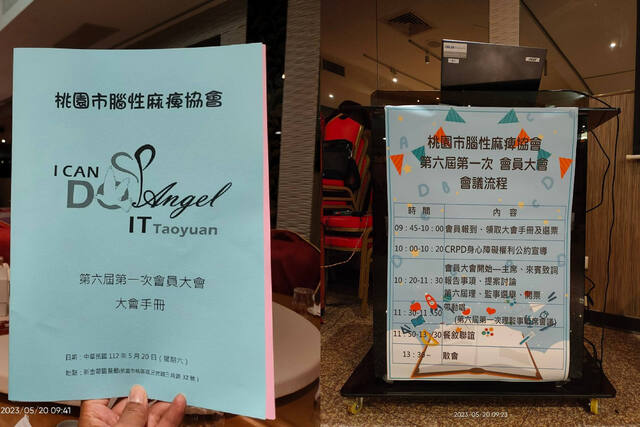 桃園市腦性麻痺協會
I CAN
DO
Angel
IT Taoyuan
第六屆第一次會員大會
大會手冊
日期：中華民國 112 年 5 月 20 日（星期六）
2023/05/20 09:41
桃園市腦性麻痺協會
第六屆第一次 會員大會
會議流程
時間 內容
09：45-10：00 會員報到、領取大會手冊及選票
10：00-10：20 CRPD身心障礙權利公約宣導
10：20-11：30 會員大會開始—主席、來賓致詞
報告事項、提案討論
第六屆理、監事選舉、開票
11：30-11：50 帶動唱
(第六屆第一次理監事聯席會議)
11：50-13：30 餐敘聯誼
13：30～ 散會
2023/05/20 09:23